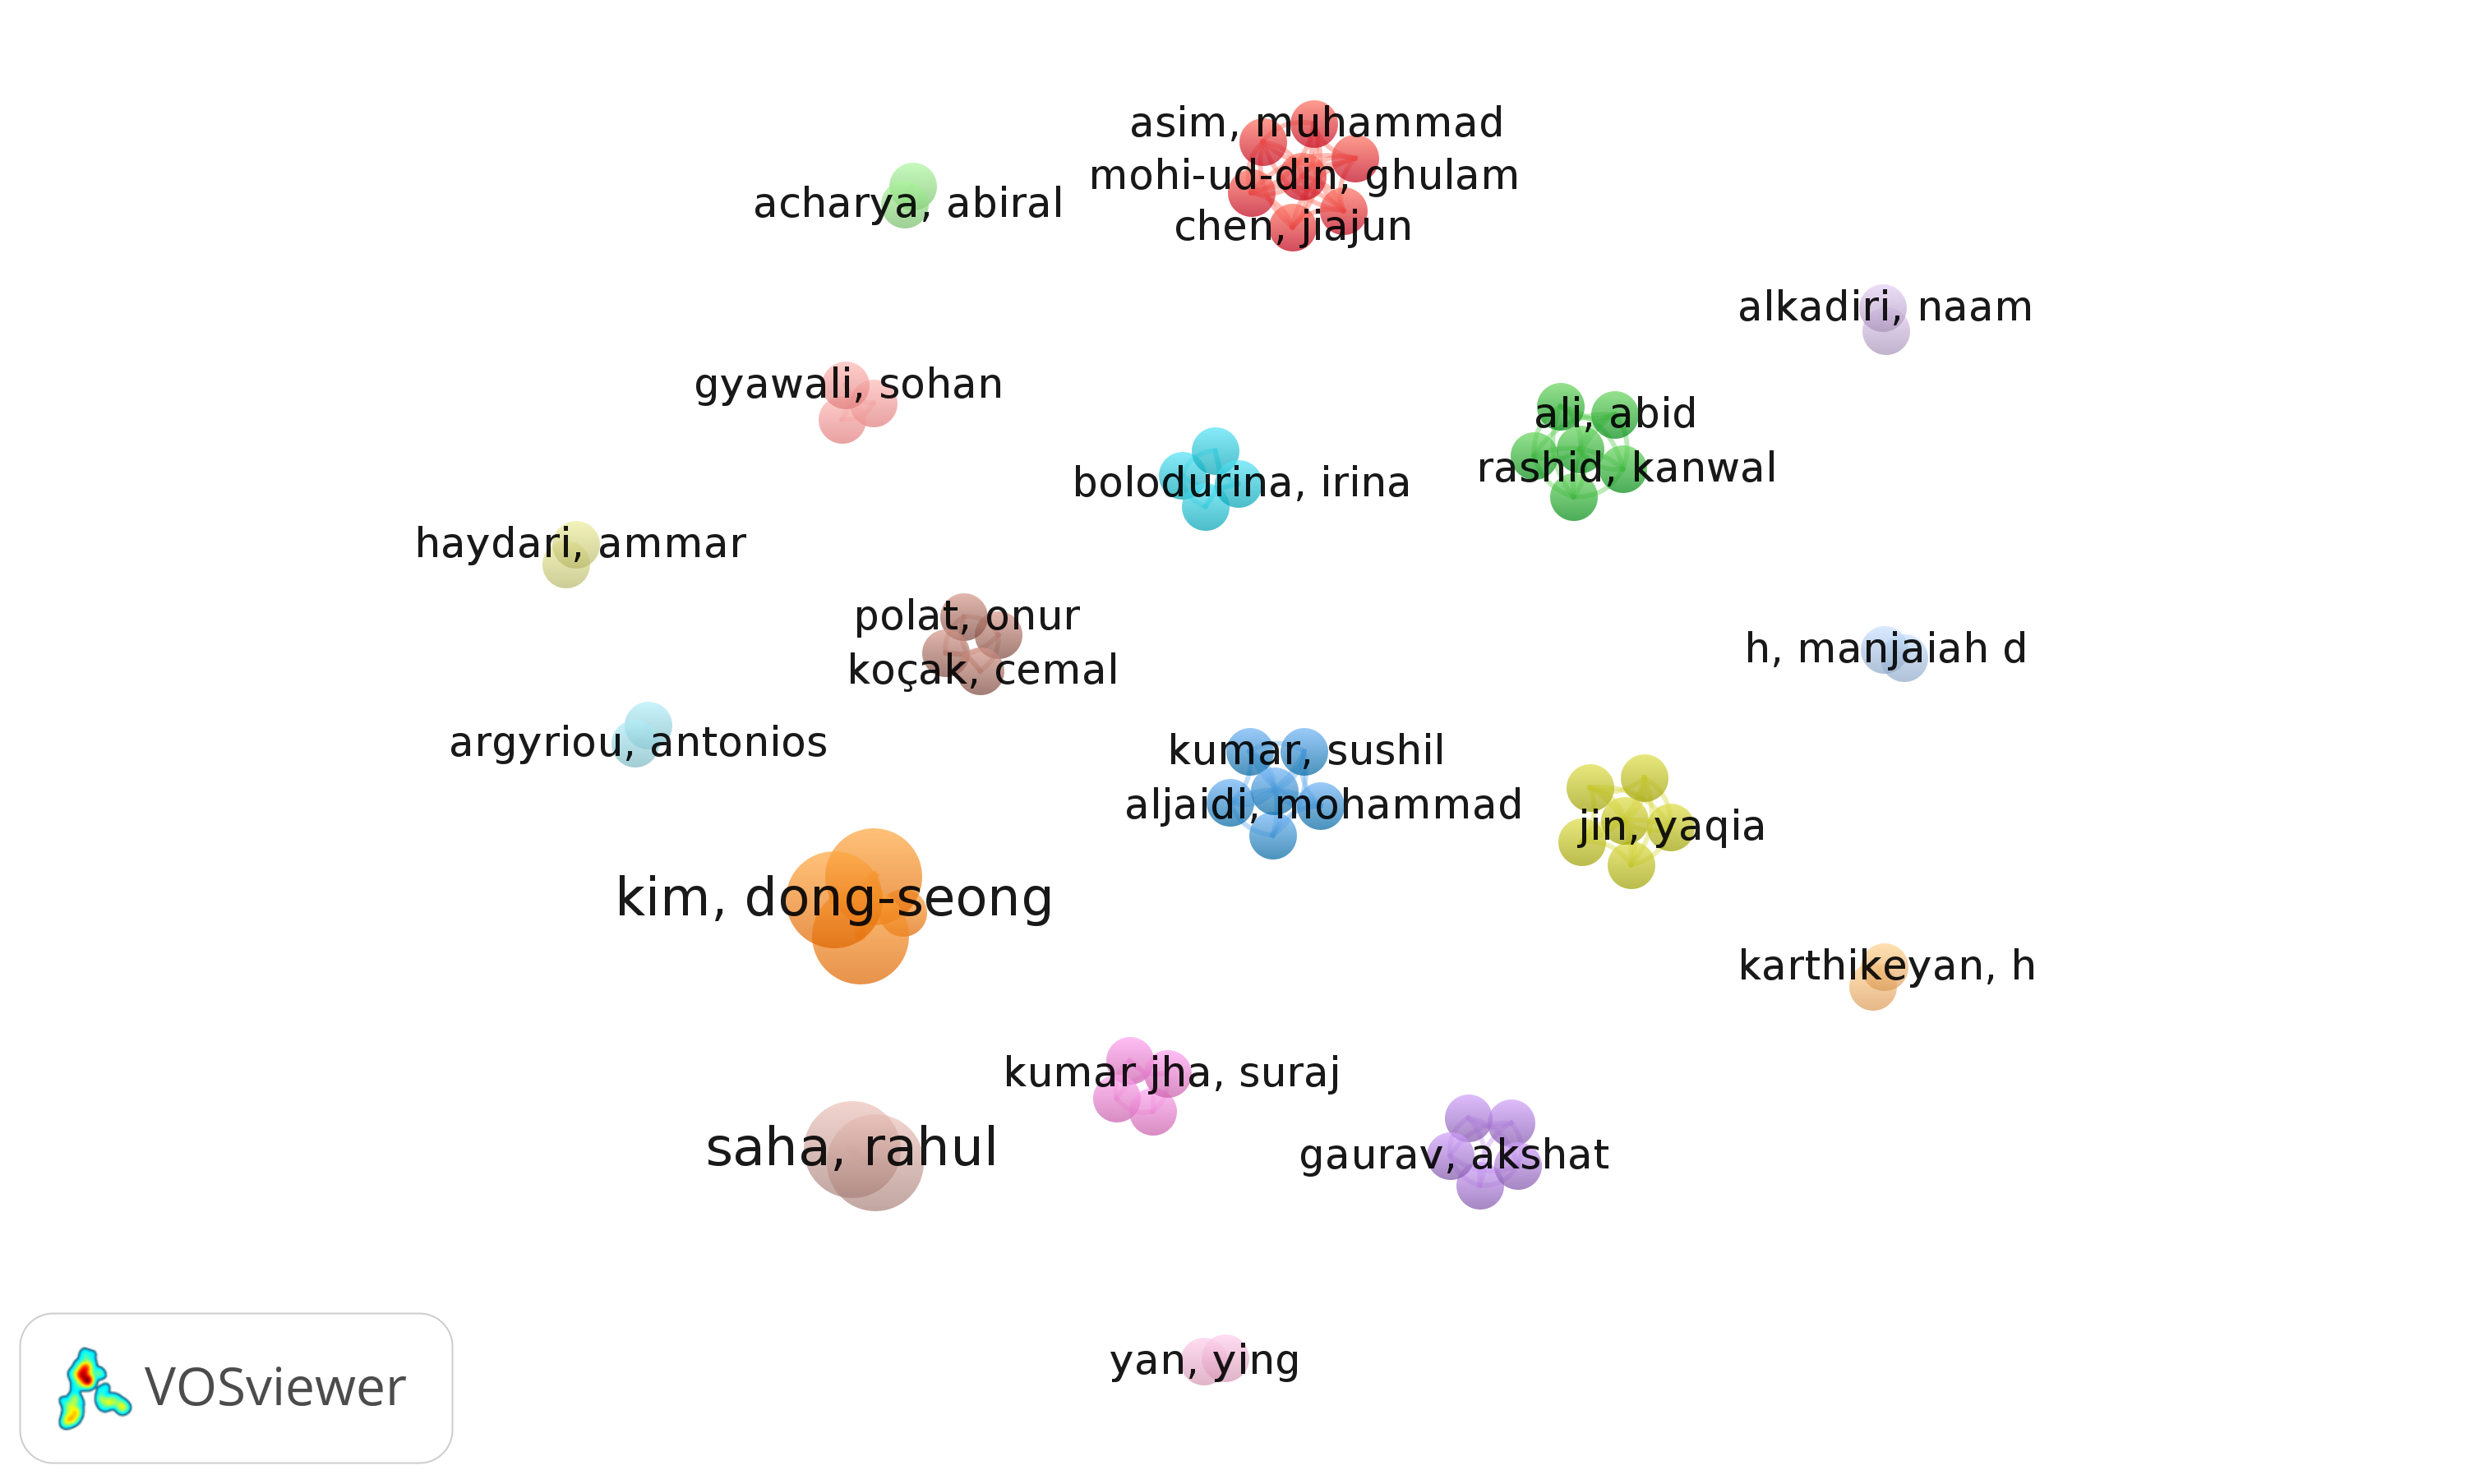 asim, muhammad
mohi-ud-din, ghulam
acharya, abiral
chen, jiajun
alkadiri, naam
gyawali, sohan
ali, abid
rashid, kanwal
bolodurina, irina
haydari, ammar
polat, onur
h, manjaiah d
koçak, cemal
argyriou, antonios
kumar, sushil
aljaidi, mohammad
jin, yaqia
kim, dong-seong
karthikeyan, h
kumar jha, suraj
saha, rahul
gaurav, akshat
yan, ying
VOSviewer